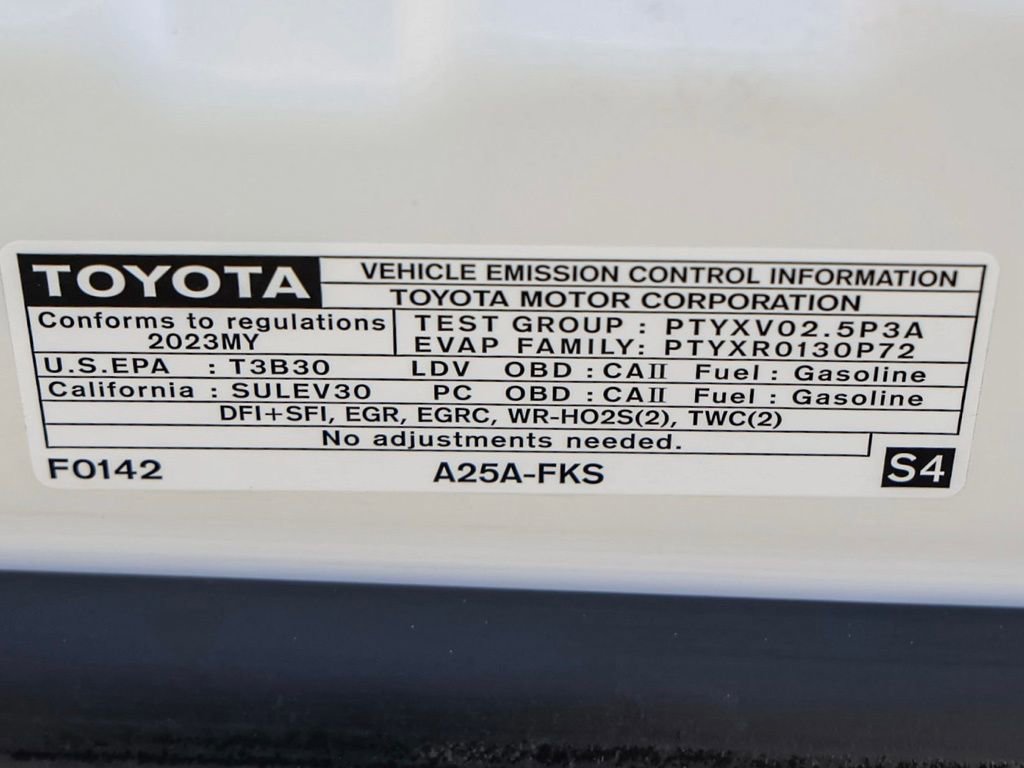 TOYOTA
VEHICLE EMISSION CONTROL INFORMATION
TOYOTA MOTOR CORPORATION
Conforms to regulations
2023MY
TEST GROUP : PTYXV02.5P3A
EVAP FAMILY: PTYXR0130P72
U.S.EPA : T3B30 LDV OBD : CAII Fuel : Gasoline
California : SULEV30 PC OBD : CAII Fuel : Gasoline
DFI+SFI, EGR, EGRC, WR-HO2S(2), TWC(2)
No adjustments needed.
F0142 A25A-FKS S4